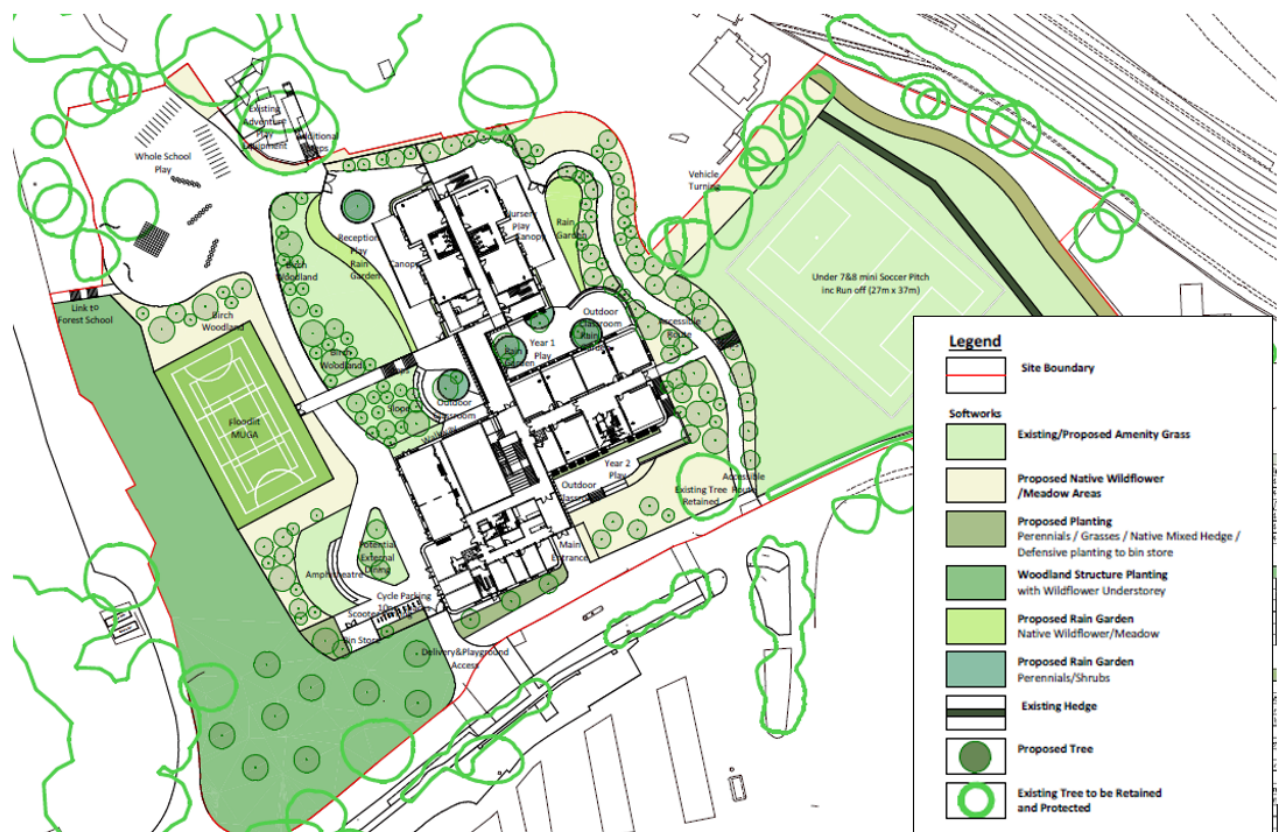 Existing
Adventure
Play
Equipment
Additional
Whole School
Play
Vehicle
Turning
Nursery
Play
Canopy
Rain
Garden
Reception
Play
Rain
Garden
Canopy
Birch
Woodland
Under 7&8 mini Soccer Pitch
inc Run off (27m x 37m)
Link to
Forest School
Birch
Woodland
Outdoor
Classroom
Rain
Accessible
Route
Year 1
Play
Rain
Birch
Woodland
Slope
Outdoor
Classroom
Floodlit
MUGA
Year 2
Play
Outdoor
Existing Tree
Retained
Accessible
Route
Potential
External
Dining
Main
Entrance
Amphitheatre
Cycle Parking
Scooter
Bin Store
Delivery&Playground
Access
Legend
Site Boundary
Softworks
Existing/Proposed Amenity Grass
Proposed Native Wildflower
/Meadow Areas
Proposed Planting
Perennials / Grasses / Native Mixed Hedge /
Defensive planting to bin store
Woodland Structure Planting
with Wildflower Understorey
Proposed Rain Garden
Native Wildflower/Meadow
Proposed Rain Garden
Perennials/Shrubs
Existing Hedge
Proposed Tree
Existing Tree to be Retained
and Protected